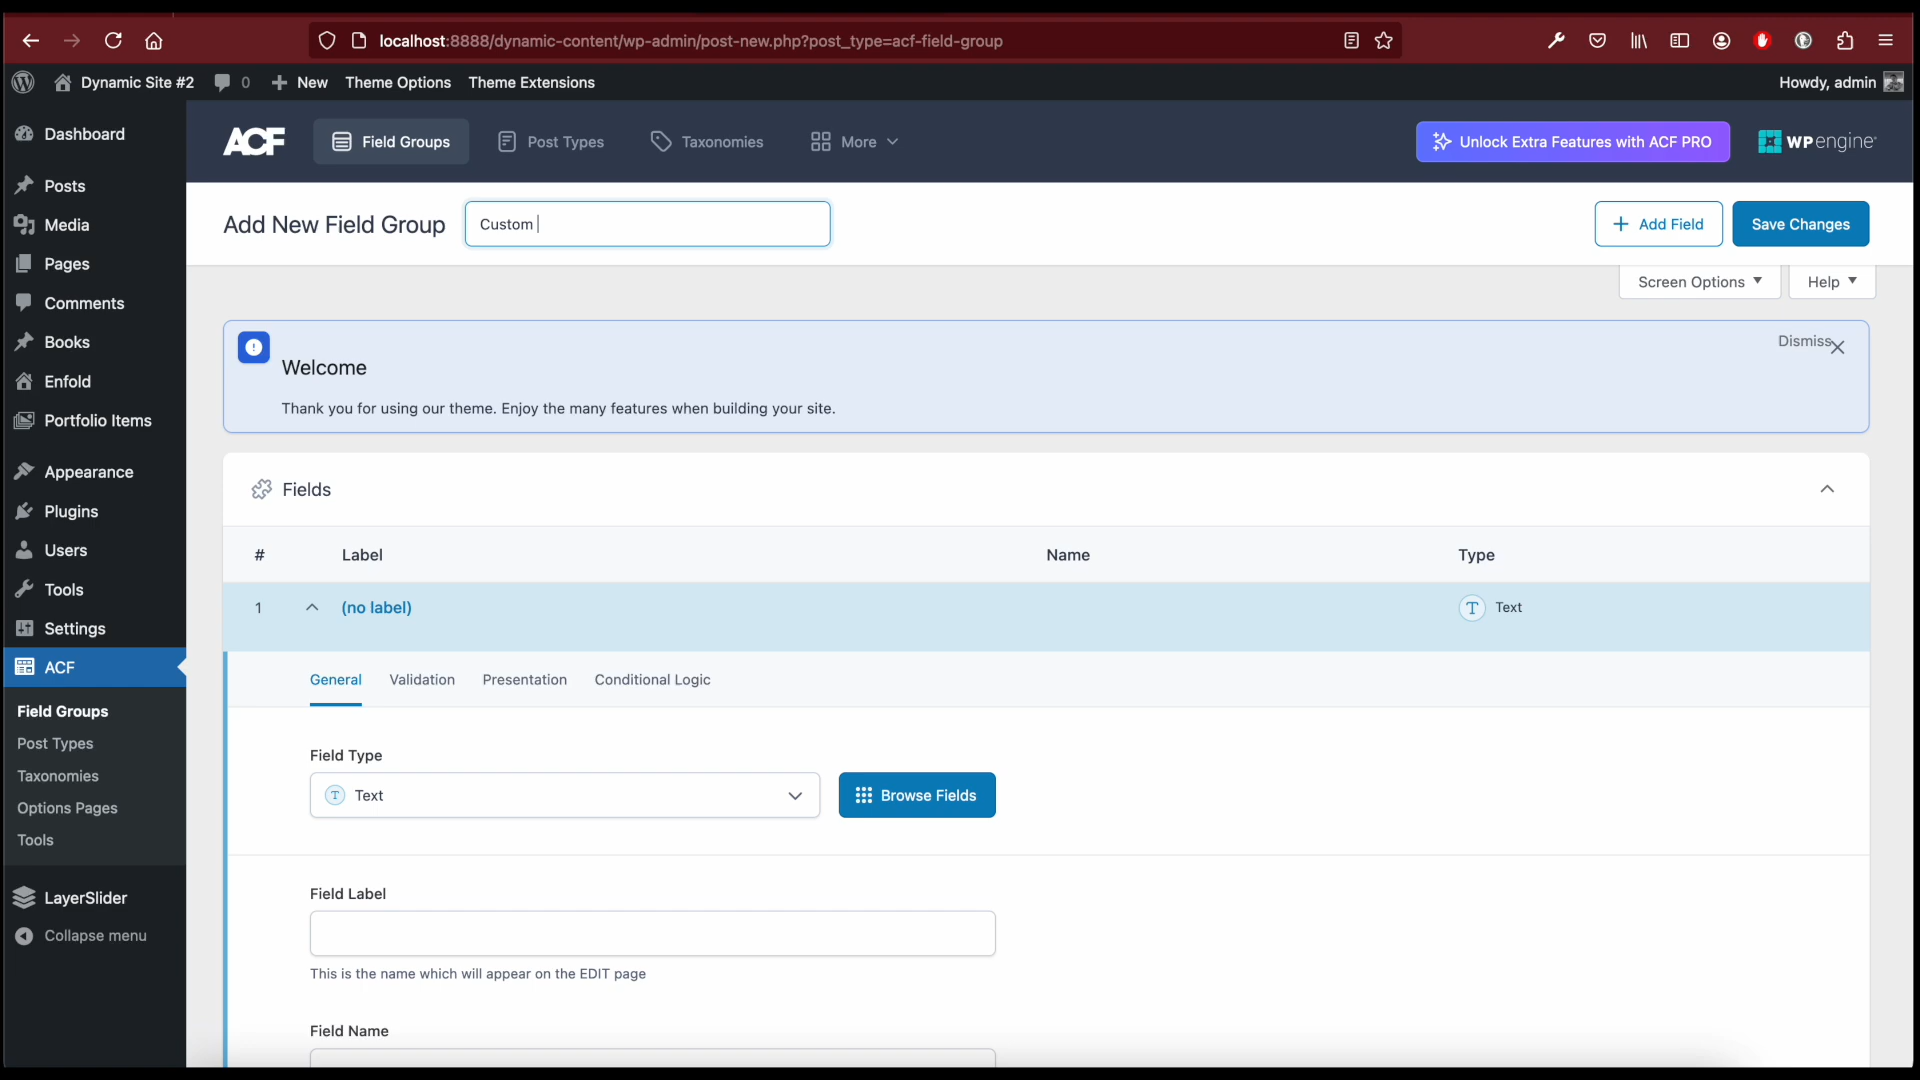 localhost:8888/dynamic-content/wp-admin/post-new.php?post_type=acf-field-group
Dynamic Site #2
0
New
Theme Options
Theme Extensions
Howdy, admin
Dashboard
Posts
Media
Pages
Comments
Books
Enfold
Portfolio Items
Appearance
Plugins
Users
Tools
Settings
ACF
Field Groups
Post Types
Taxonomies
Options Pages
Tools
LayerSlider
Collapse menu
ACF
Field Groups
Post Types
Taxonomies
More
Unlock Extra Features with ACF PRO
WP engine
Add New Field Group
Custom
Add Field
Save Changes
Screen Options
Help
Welcome
Dismiss
Thank you for using our theme. Enjoy the many features when building your site.
Fields
# Label Name Type
1 (no label) T Text
General Validation Presentation Conditional Logic
Field Type
T Text
Browse Fields
Field Label
This is the name which will appear on the EDIT page
Field Name